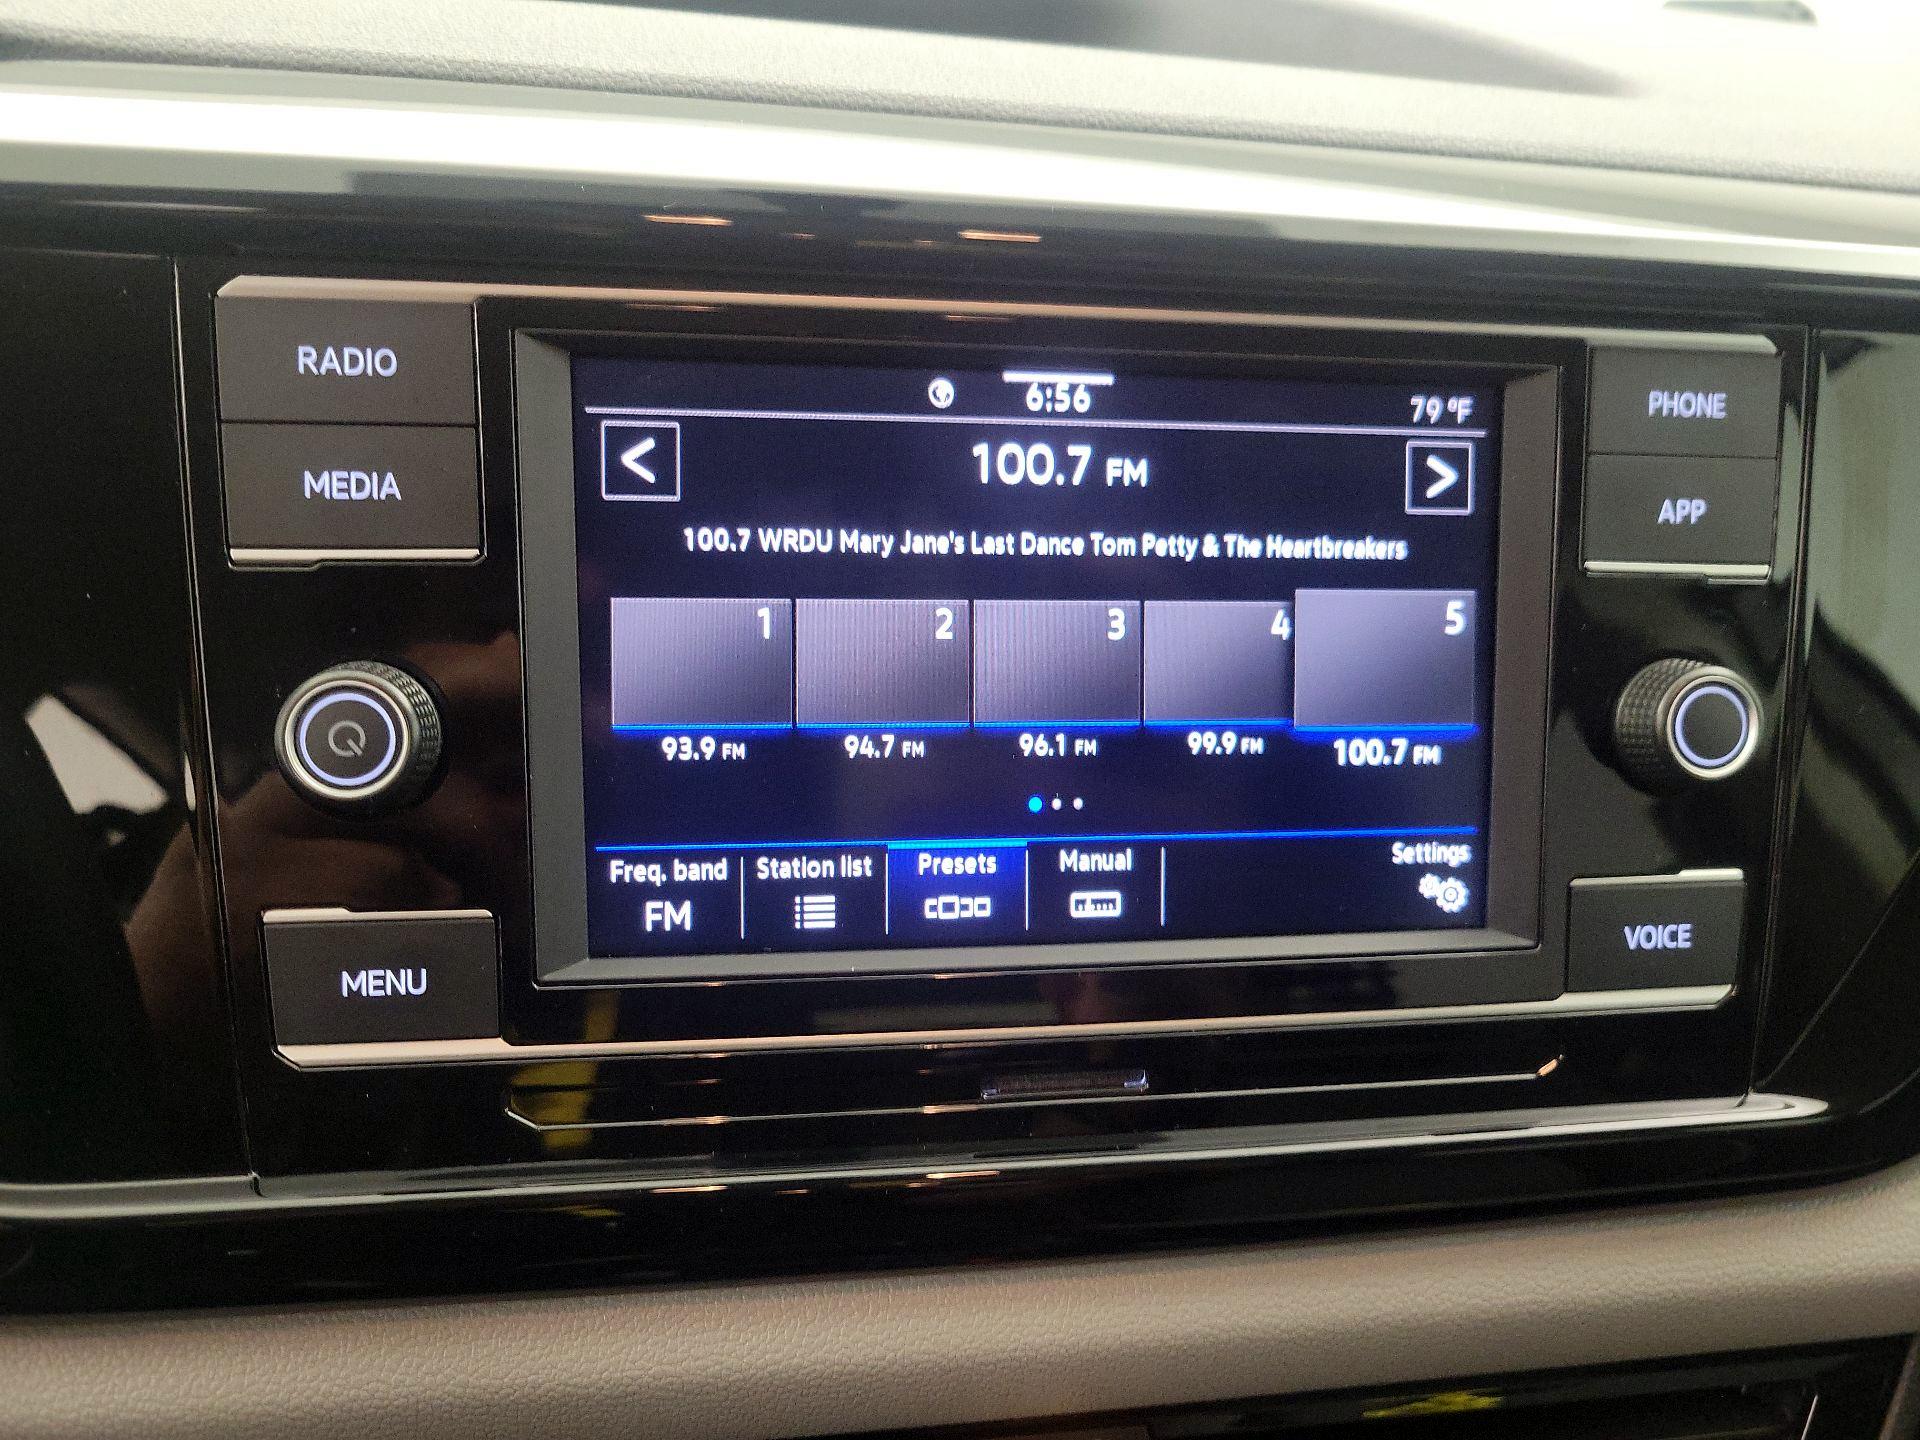 RADIO
MEDIA
MENU
6:56
79 °F
<
100.7 FM
>
100.7 WRDU Mary Jane's Last Dance Tom Petty & The Heartbreakers
1
2
3
4
5
93.9 FM
94.7 FM
96.1 FM
99.9 FM
100.7 FM
Freq. band
FM
Station list
Presets
Manual
Settings
PHONE
APP
VOICE